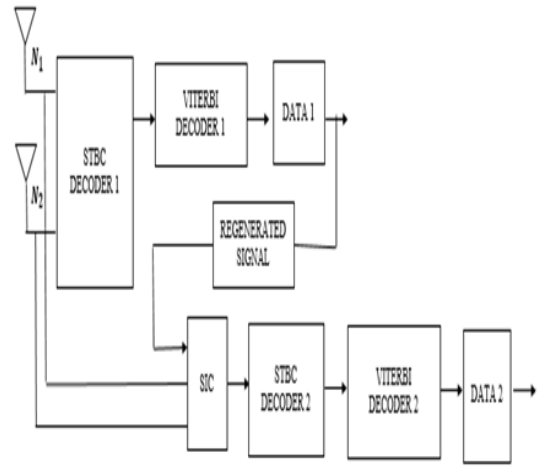 N₁
N₂
STBC
DECODER 1
VITERBI
DECODER 1
DATA 1
REGENERATED
SIGNAL
SIC
STBC
DECODER 2
VITERBI
DECODER 2
DATA 2